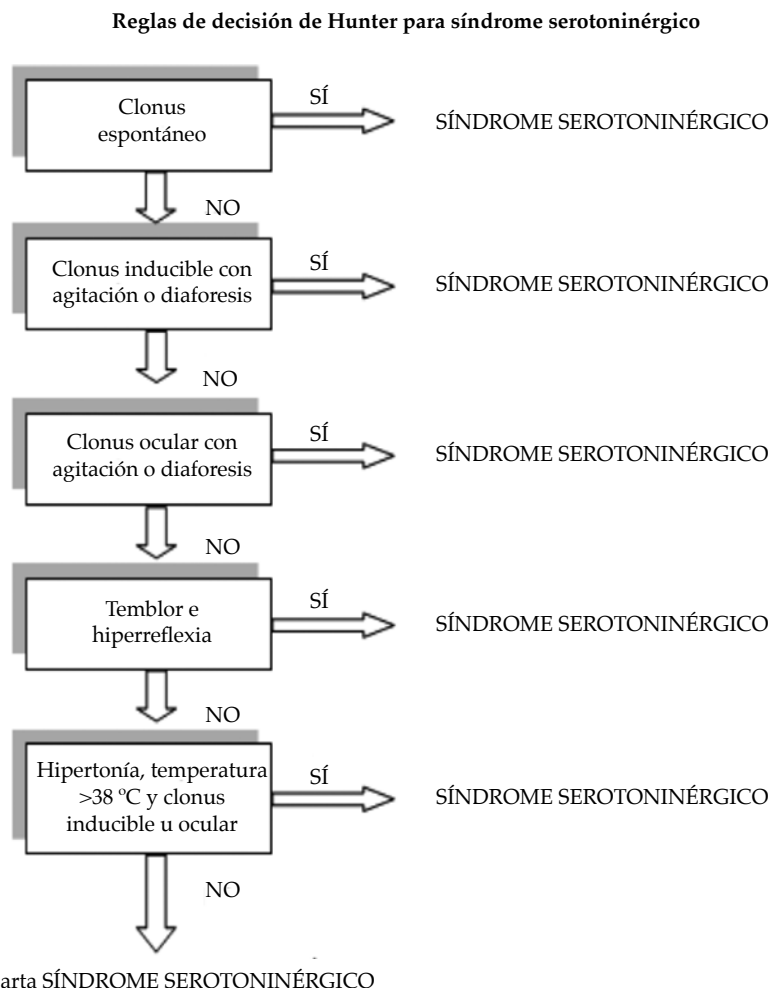 Reglas de decisión de Hunter para síndrome serotoninérgico
Clonus
espontáneo
SÍ
SÍNDROME SEROTONINÉRGICO
NO
Clonus inducible con
agitación o diaforesis
SÍ
SÍNDROME SEROTONINÉRGICO
NO
Clonus ocular con
agitación o diaforesis
SÍ
SÍNDROME SEROTONINÉRGICO
NO
Temblor e
hiperreflexia
SÍ
SÍNDROME SEROTONINÉRGICO
NO
Hipertonía, temperatura
>38 ºC y clonus
inducible u ocular
SÍ
SÍNDROME SEROTONINÉRGICO
NO
arta SÍNDROME SEROTONINÉRGICO